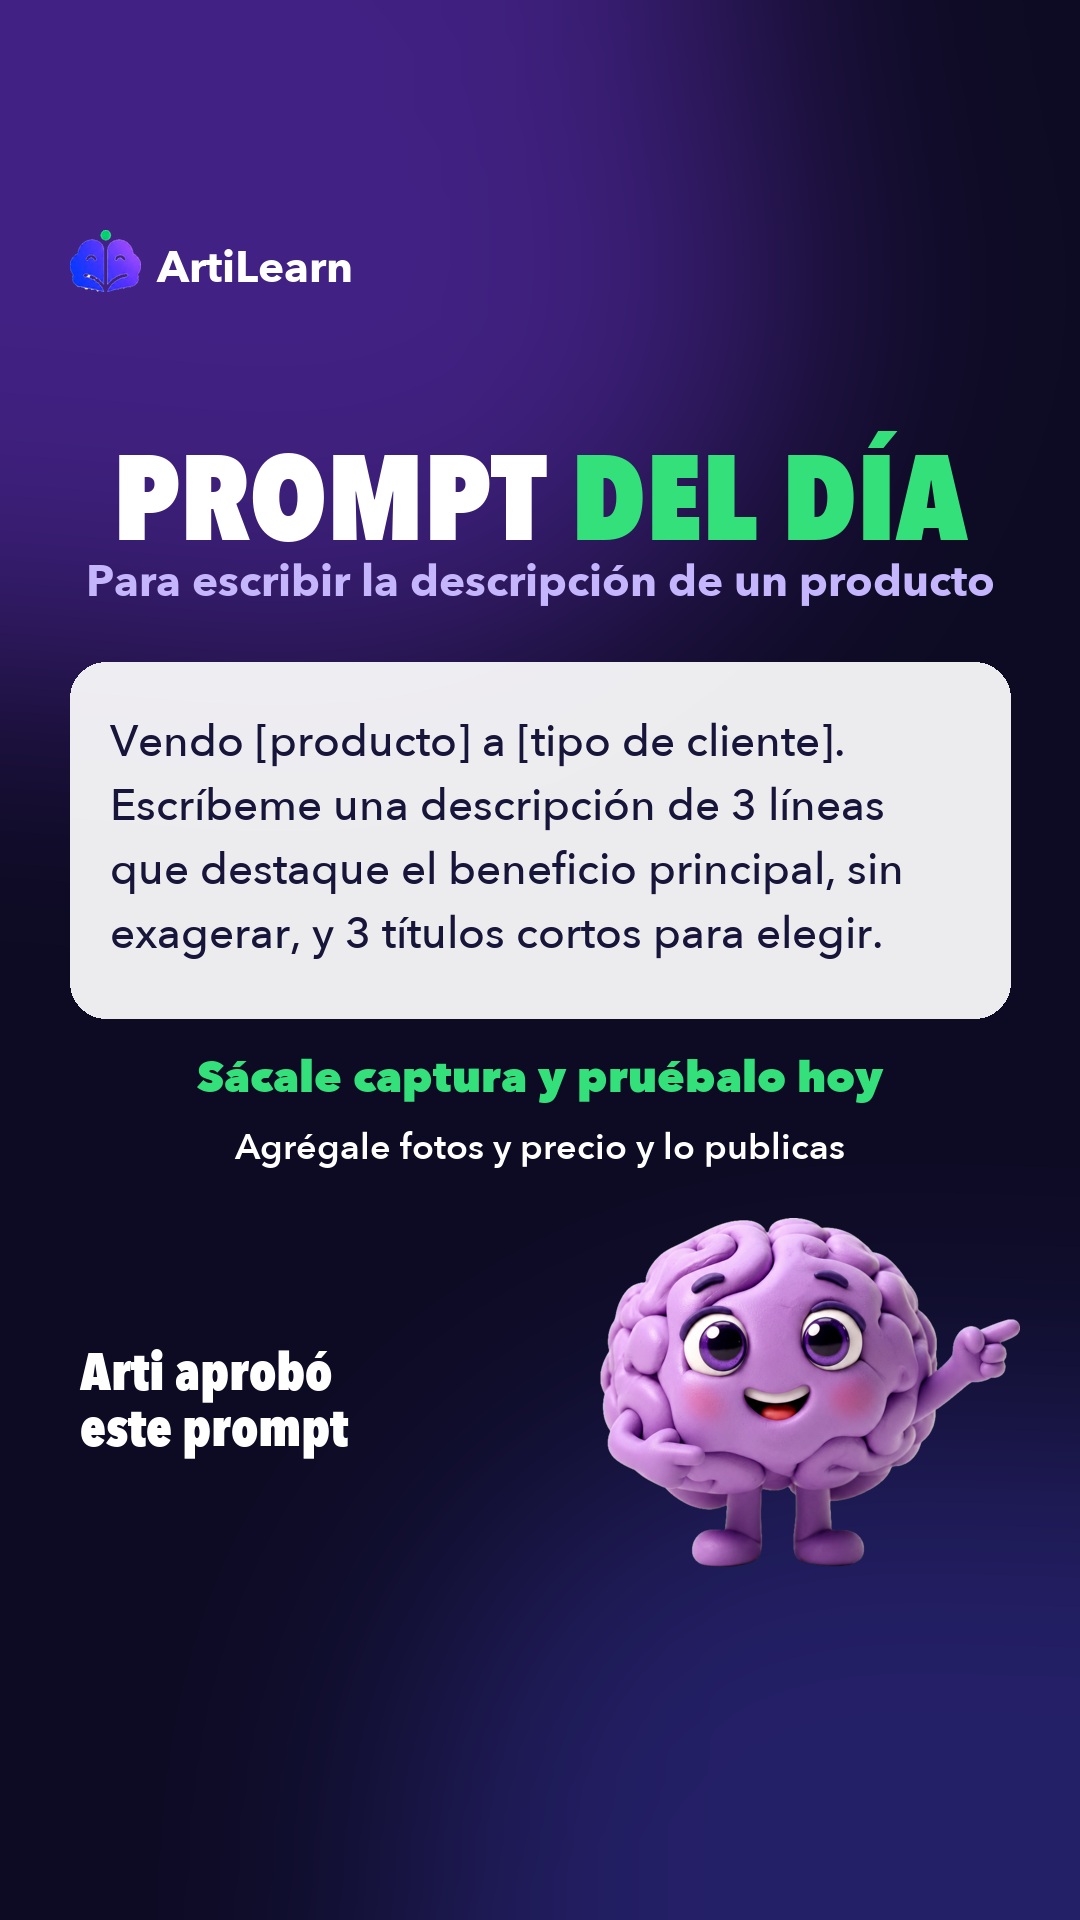 ArtiLearn
PROMPT DEL DÍA
Para escribir la descripción de un producto
Vendo [producto] a [tipo de cliente].
Escríbeme una descripción de 3 líneas
que destaque el beneficio principal, sin
exagerar, y 3 títulos cortos para elegir.
Sácale captura y pruébalo hoy
Agrégale fotos y precio y lo publicas
Arti aprobó
este prompt